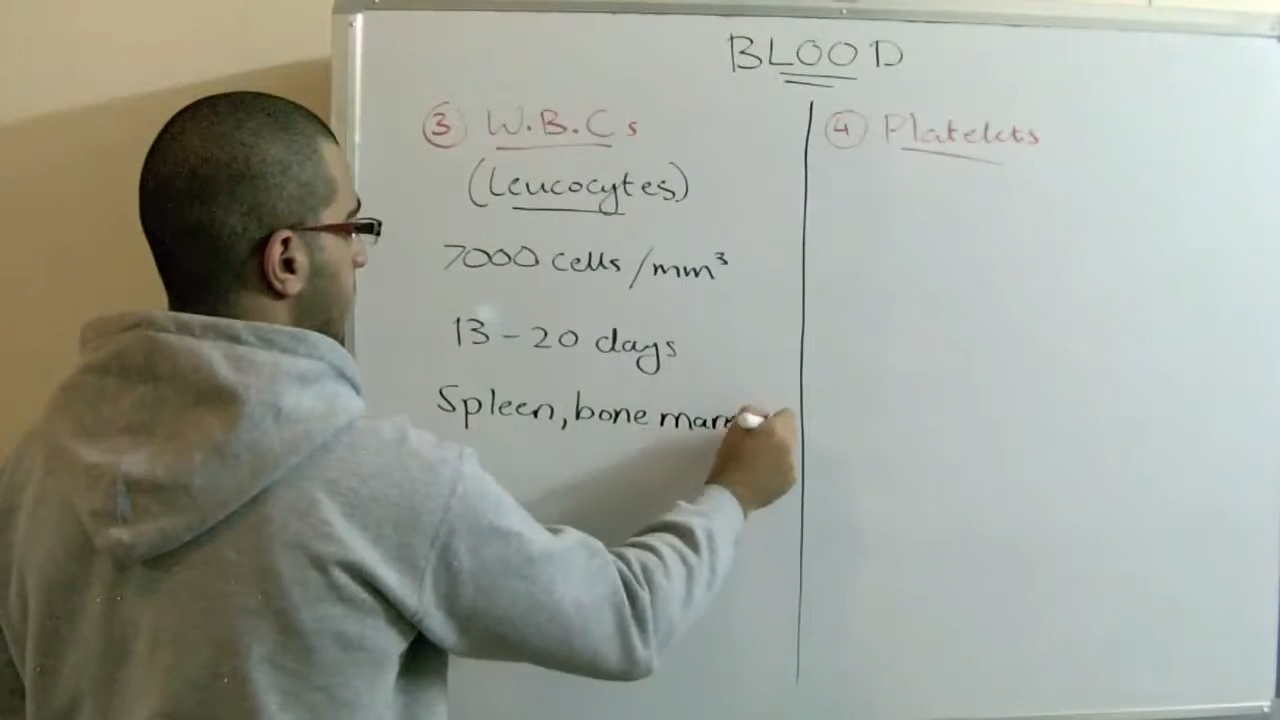 BLOOD
③ W.B.Cs
(Leucocytes)
7000 cells/mm³
13-20 days
Spleen, bone marr
④ Platelets